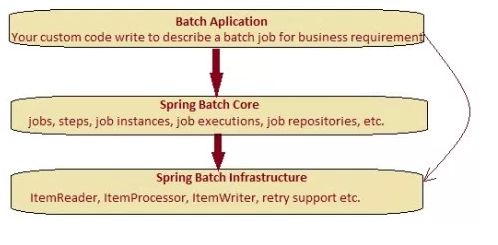 Batch Aplication
Your custom code write to describe a batch job for business requirement
Spring Batch Core
jobs, steps, job instances, job executions, job repositories, etc.
Spring Batch Infrastructure
ItemReader, ItemProcessor, ItemWriter, retry support etc.